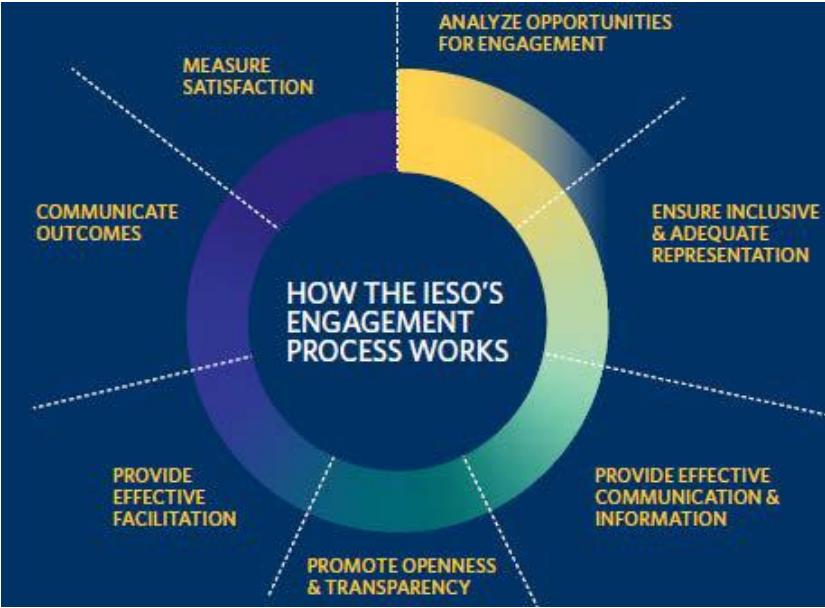 ANALYZE OPPORTUNITIES
FOR ENGAGEMENT
ENSURE INCLUSIVE
& ADEQUATE
REPRESENTATION
PROVIDE EFFECTIVE
COMMUNICATION &
INFORMATION
PROMOTE OPENNESS
& TRANSPARENCY
PROVIDE
EFFECTIVE
FACILITATION
COMMUNICATE
OUTCOMES
MEASURE
SATISFACTION
HOW THE IESO'S
ENGAGEMENT
PROCESS WORKS